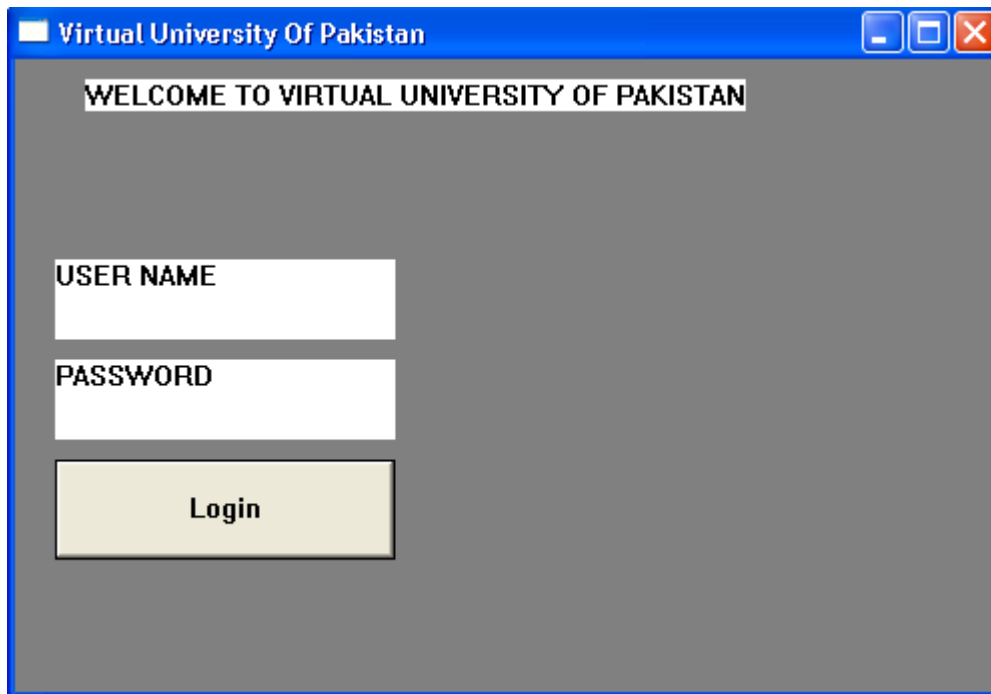 Virtual University Of Pakistan
WELCOME TO VIRTUAL UNIVERSITY OF PAKISTAN
USER NAME
PASSWORD
Login